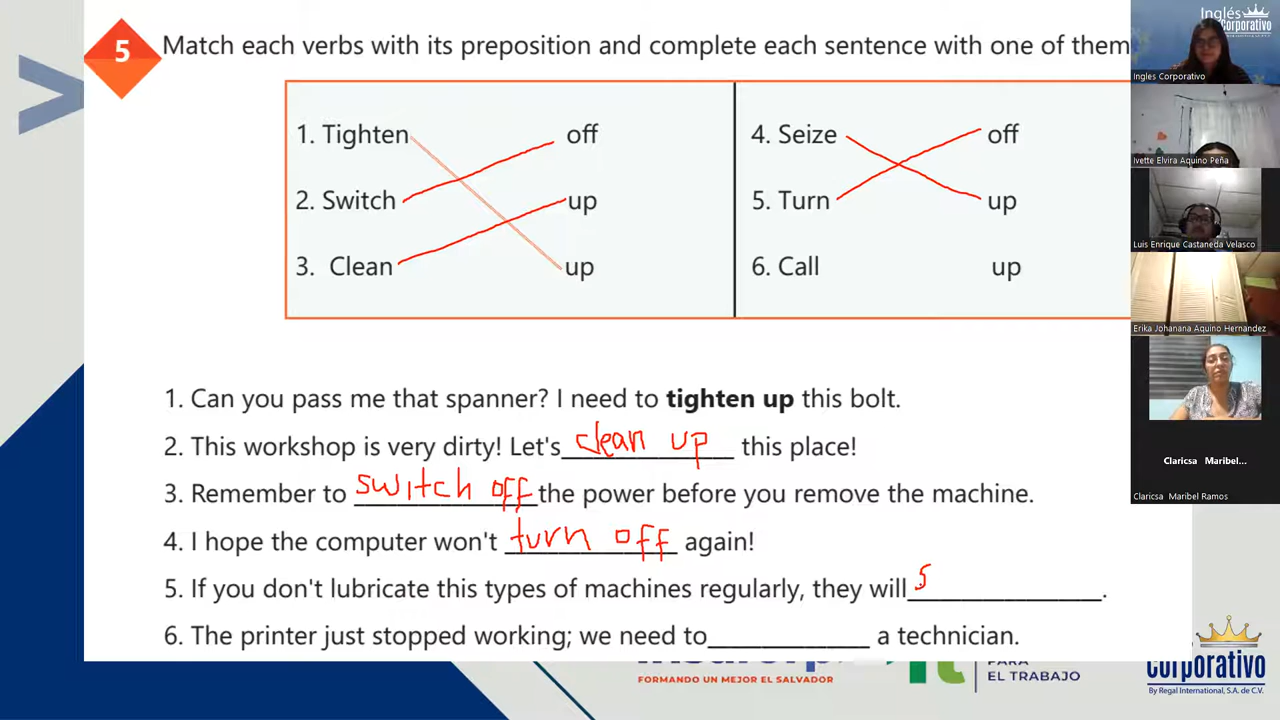 5 Match each verbs with its preposition and complete each sentence with one of them
1. Tighten off
2. Switch up
3. Clean up
4. Seize off
5. Turn up
6. Call up
1. Can you pass me that spanner? I need to tighten up this bolt.
2. This workshop is very dirty! Let's clean up this place!
3. Remember to switch off the power before you remove the machine.
4. I hope the computer won't turn off again!
5. If you don't lubricate this types of machines regularly, they will s______________.
6. The printer just stopped working; we need to____________ a technician.
FORMANDO UN MEJOR EL SALVADOR
PARA
EL TRABAJO
Corporativo
By Regal International, S.A. de C.V.
Inglés
Corporativo
Ingles Corporativo
Ivette Elvira Aquino Peña
Luis Enrique Castaneda Velasco
Erika Johanana Aquino Hernandez
Claricsa Maribel...
Claricsa Maribel Ramos